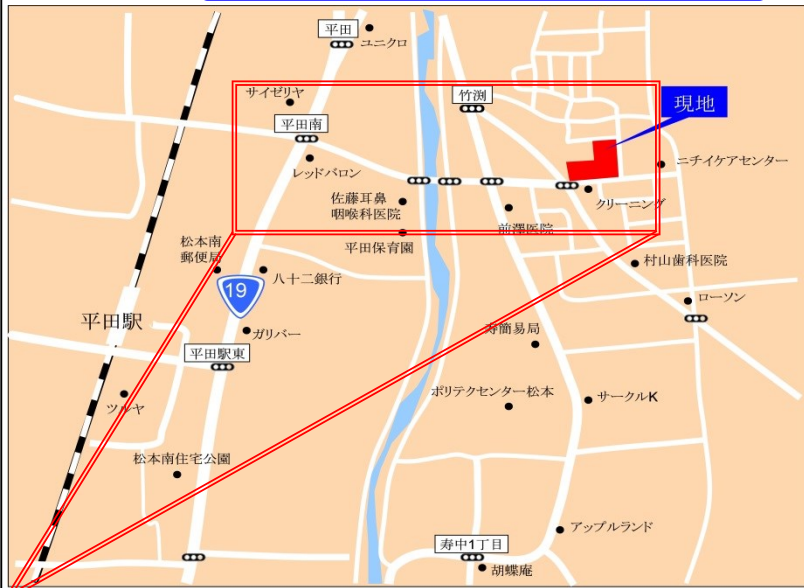 平田
ユニクロ
サイゼリヤ
竹渕
現地
平田南
レッドバロン
ニチイケアセンター
佐藤耳鼻
咽喉科医院
クリーニング
前澤医院
平田保育園
松本南
郵便局
八十二銀行
村山歯科医院
19
ローソン
平田駅
ガリバー
寿簡易局
平田駅東
ツルヤ
ポリテクセンター松本
サークルK
松本南住宅公園
アップルランド
寿中1丁目
胡蝶庵